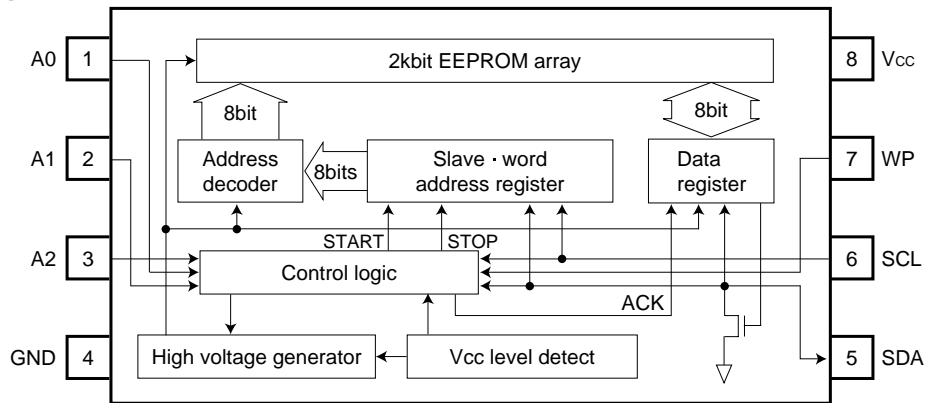 A0 1
2kbit EEPROM array
8 Vcc
8bit
8bit
A1 2
Address
decoder
8bits
Slave · word
address register
Data
register
7 WP
START
STOP
A2 3
Control logic
6 SCL
ACK
GND 4
High voltage generator
Vcc level detect
5 SDA